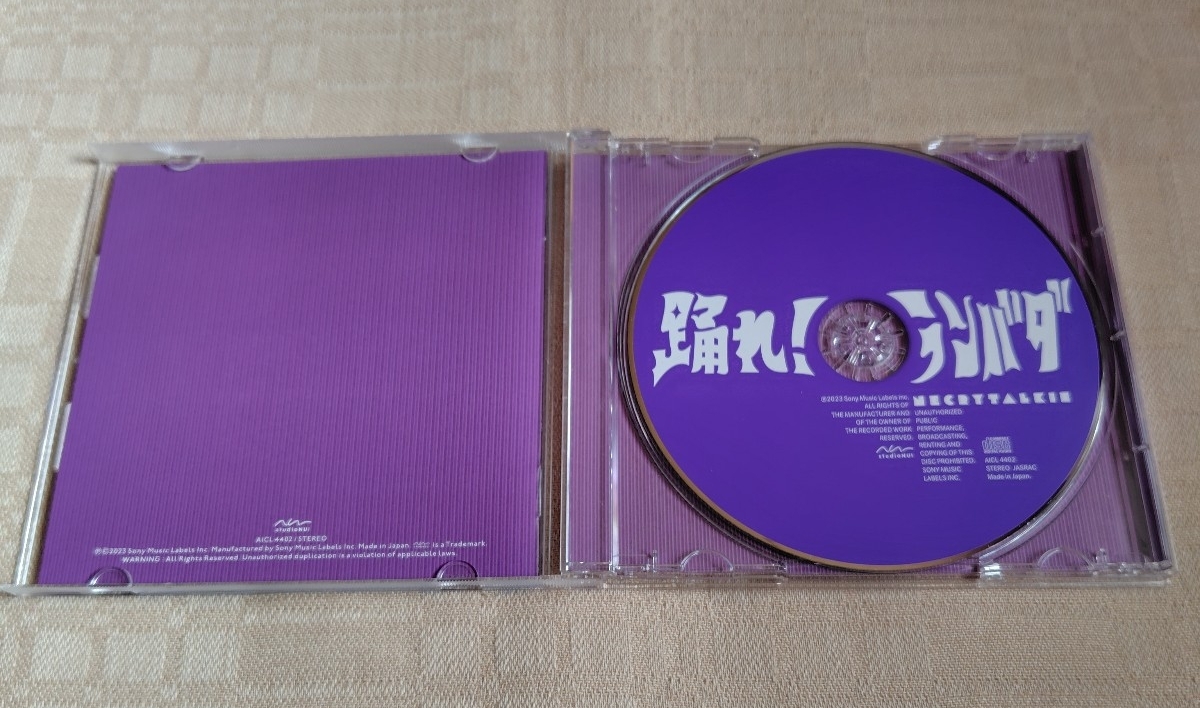 studioNUI
AICL 4402 / STEREO
ⓅⒸ2023 Sony Music Labels Inc. Manufactured by Sony Music Labels Inc. Made in Japan. is a Trademark.
WARNING : All Rights Reserved. Unauthorized duplication is a violation of applicable laws.
踊れ!ランバダ
NECRYTALKIE
Ⓟ2023 Sony Music Labels Inc.
ALL RIGHTS OF
THE MANUFACTURER AND
OF THE OWNER OF
THE RECORDED WORK
RESERVED.
studioNUI
UNAUTHORIZED
PUBLIC
PERFORMANCE,
BROADCASTING,
RENTING AND
COPYING OF THIS
DISC PROHIBITED.
SONY MUSIC
LABELS INC.
AICL 4402
STEREO JASRAC
Made in Japan.